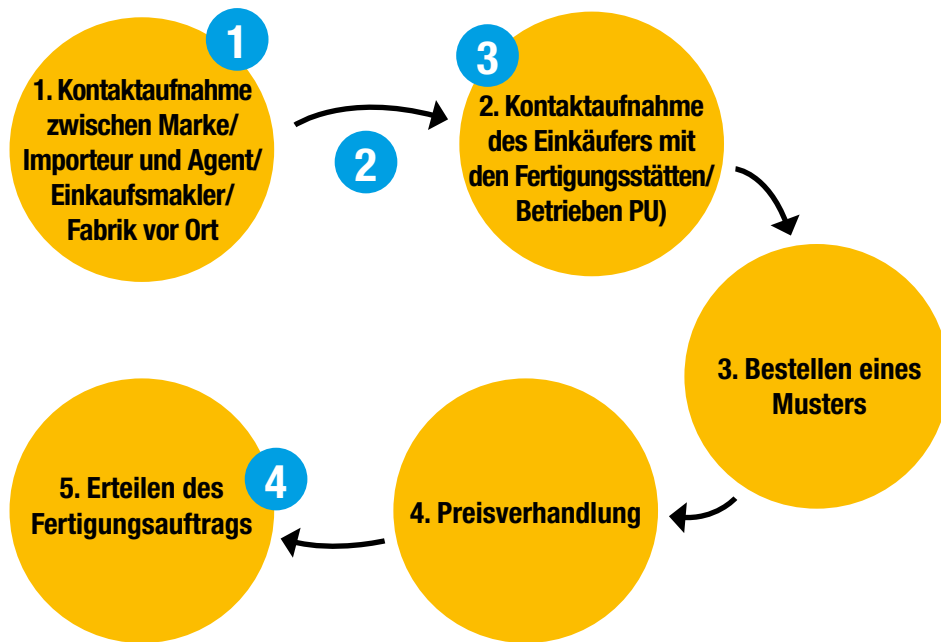 1
1. Kontaktaufnahme
zwischen Marke/
Importeur und Agent/
Einkaufsmakler/
Fabrik vor Ort
2
3
2. Kontaktaufnahme
des Einkäufers mit
den Fertigungsstätten/
Betrieben PU)
3. Bestellen eines
Musters
4. Preisverhandlung
4
5. Erteilen des
Fertigungsauftrags